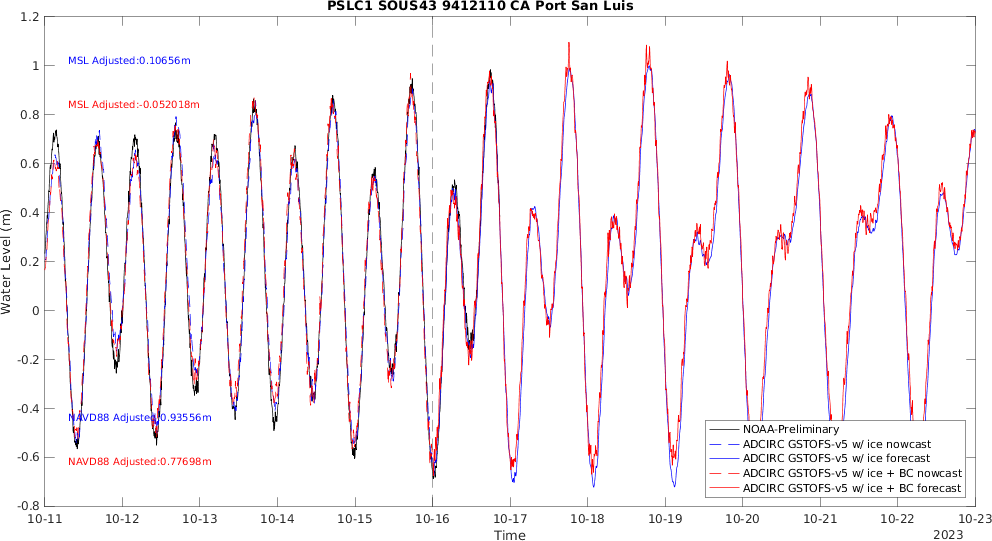 PSLC1 SOUS43 9412110 CA Port San Luis
1.2
1
0.8
0.6
0.4
0.2
0
-0.2
-0.4
-0.6
-0.8
Water Level (m)
MSL Adjusted:0.10656m
MSL Adjusted:-0.052018m
NAVD88 Adjusted:0.93556m
NAVD88 Adjusted:0.77698m
NOAA-Preliminary
ADCIRC GSTOFS-v5 w/ ice nowcast
ADCIRC GSTOFS-v5 w/ ice forecast
ADCIRC GSTOFS-v5 w/ ice + BC nowcast
ADCIRC GSTOFS-v5 w/ ice + BC forecast
10-11 10-12 10-13 10-14 10-15 10-16 10-17 10-18 10-19 10-20 10-21 10-22 10-23
Time
2023